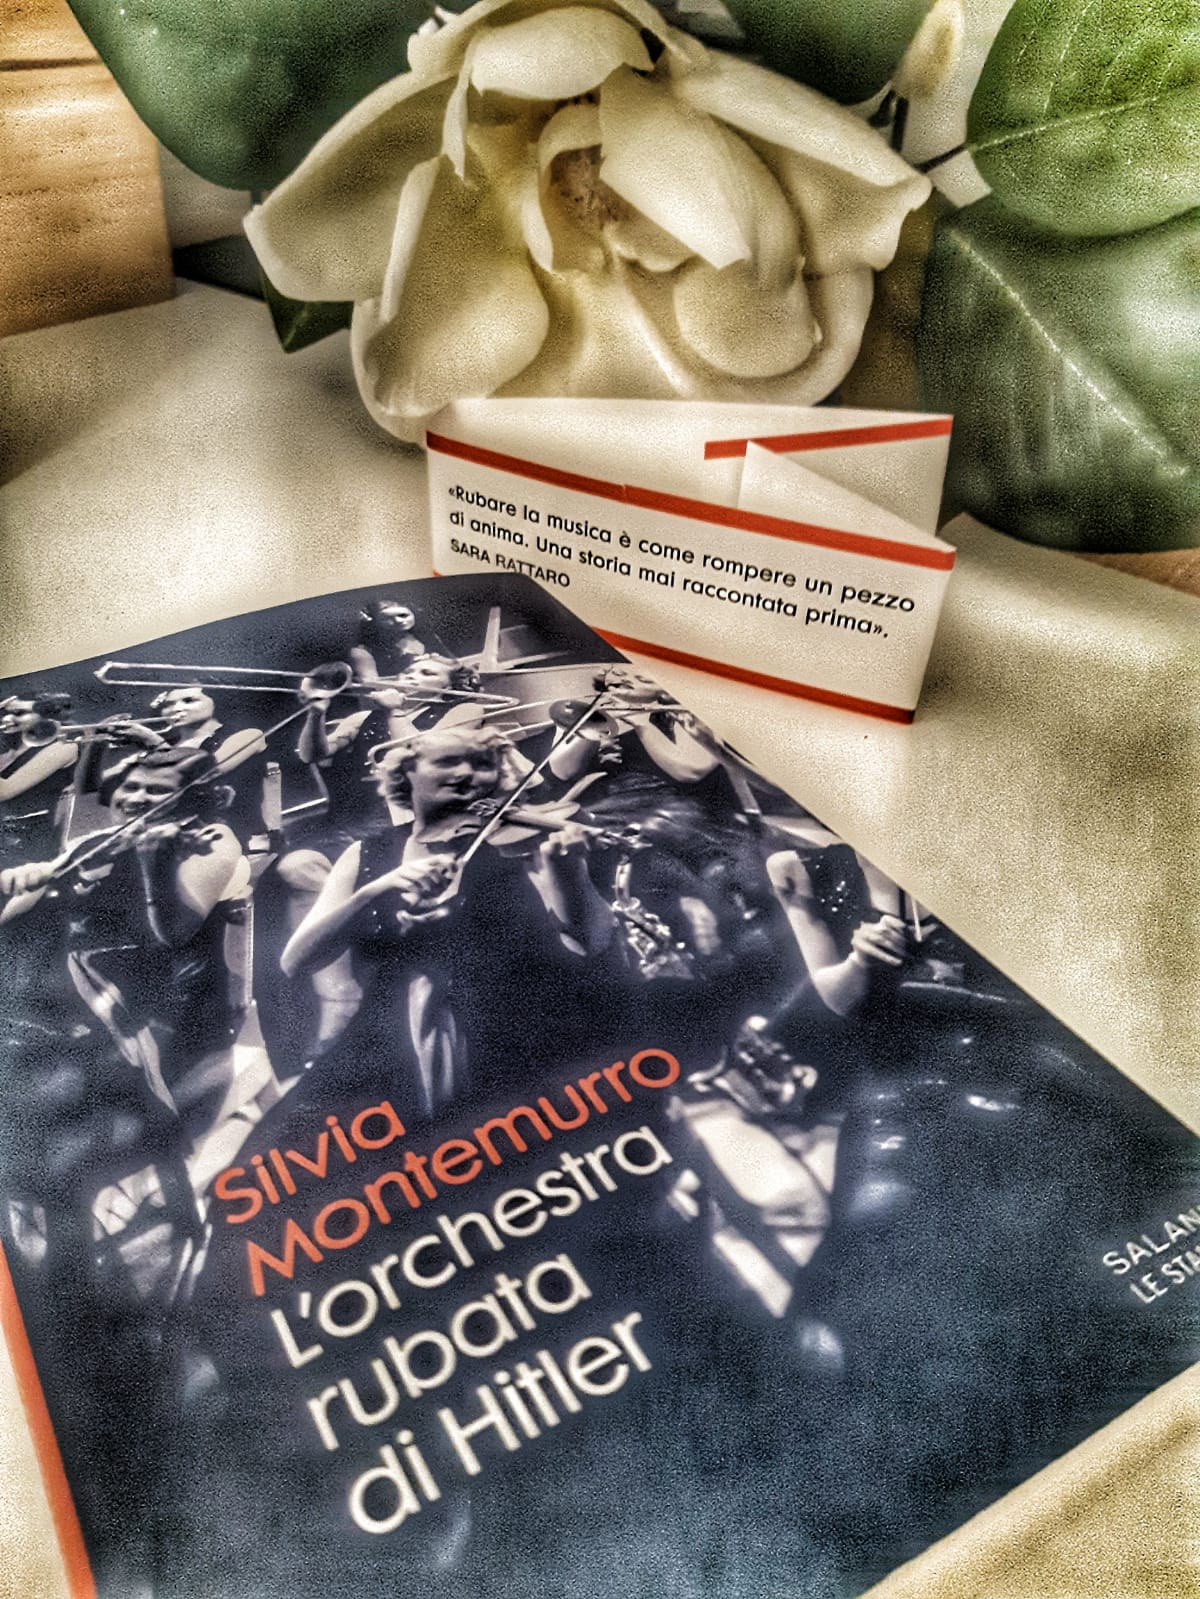 «Rubare la musica è come rompere un pezzo
di anima. Una storia mai raccontata prima».
SARA RATTARO
Silvia
Montemurro
L'orchestra
rubata
di Hitler
SALAN
LE STA